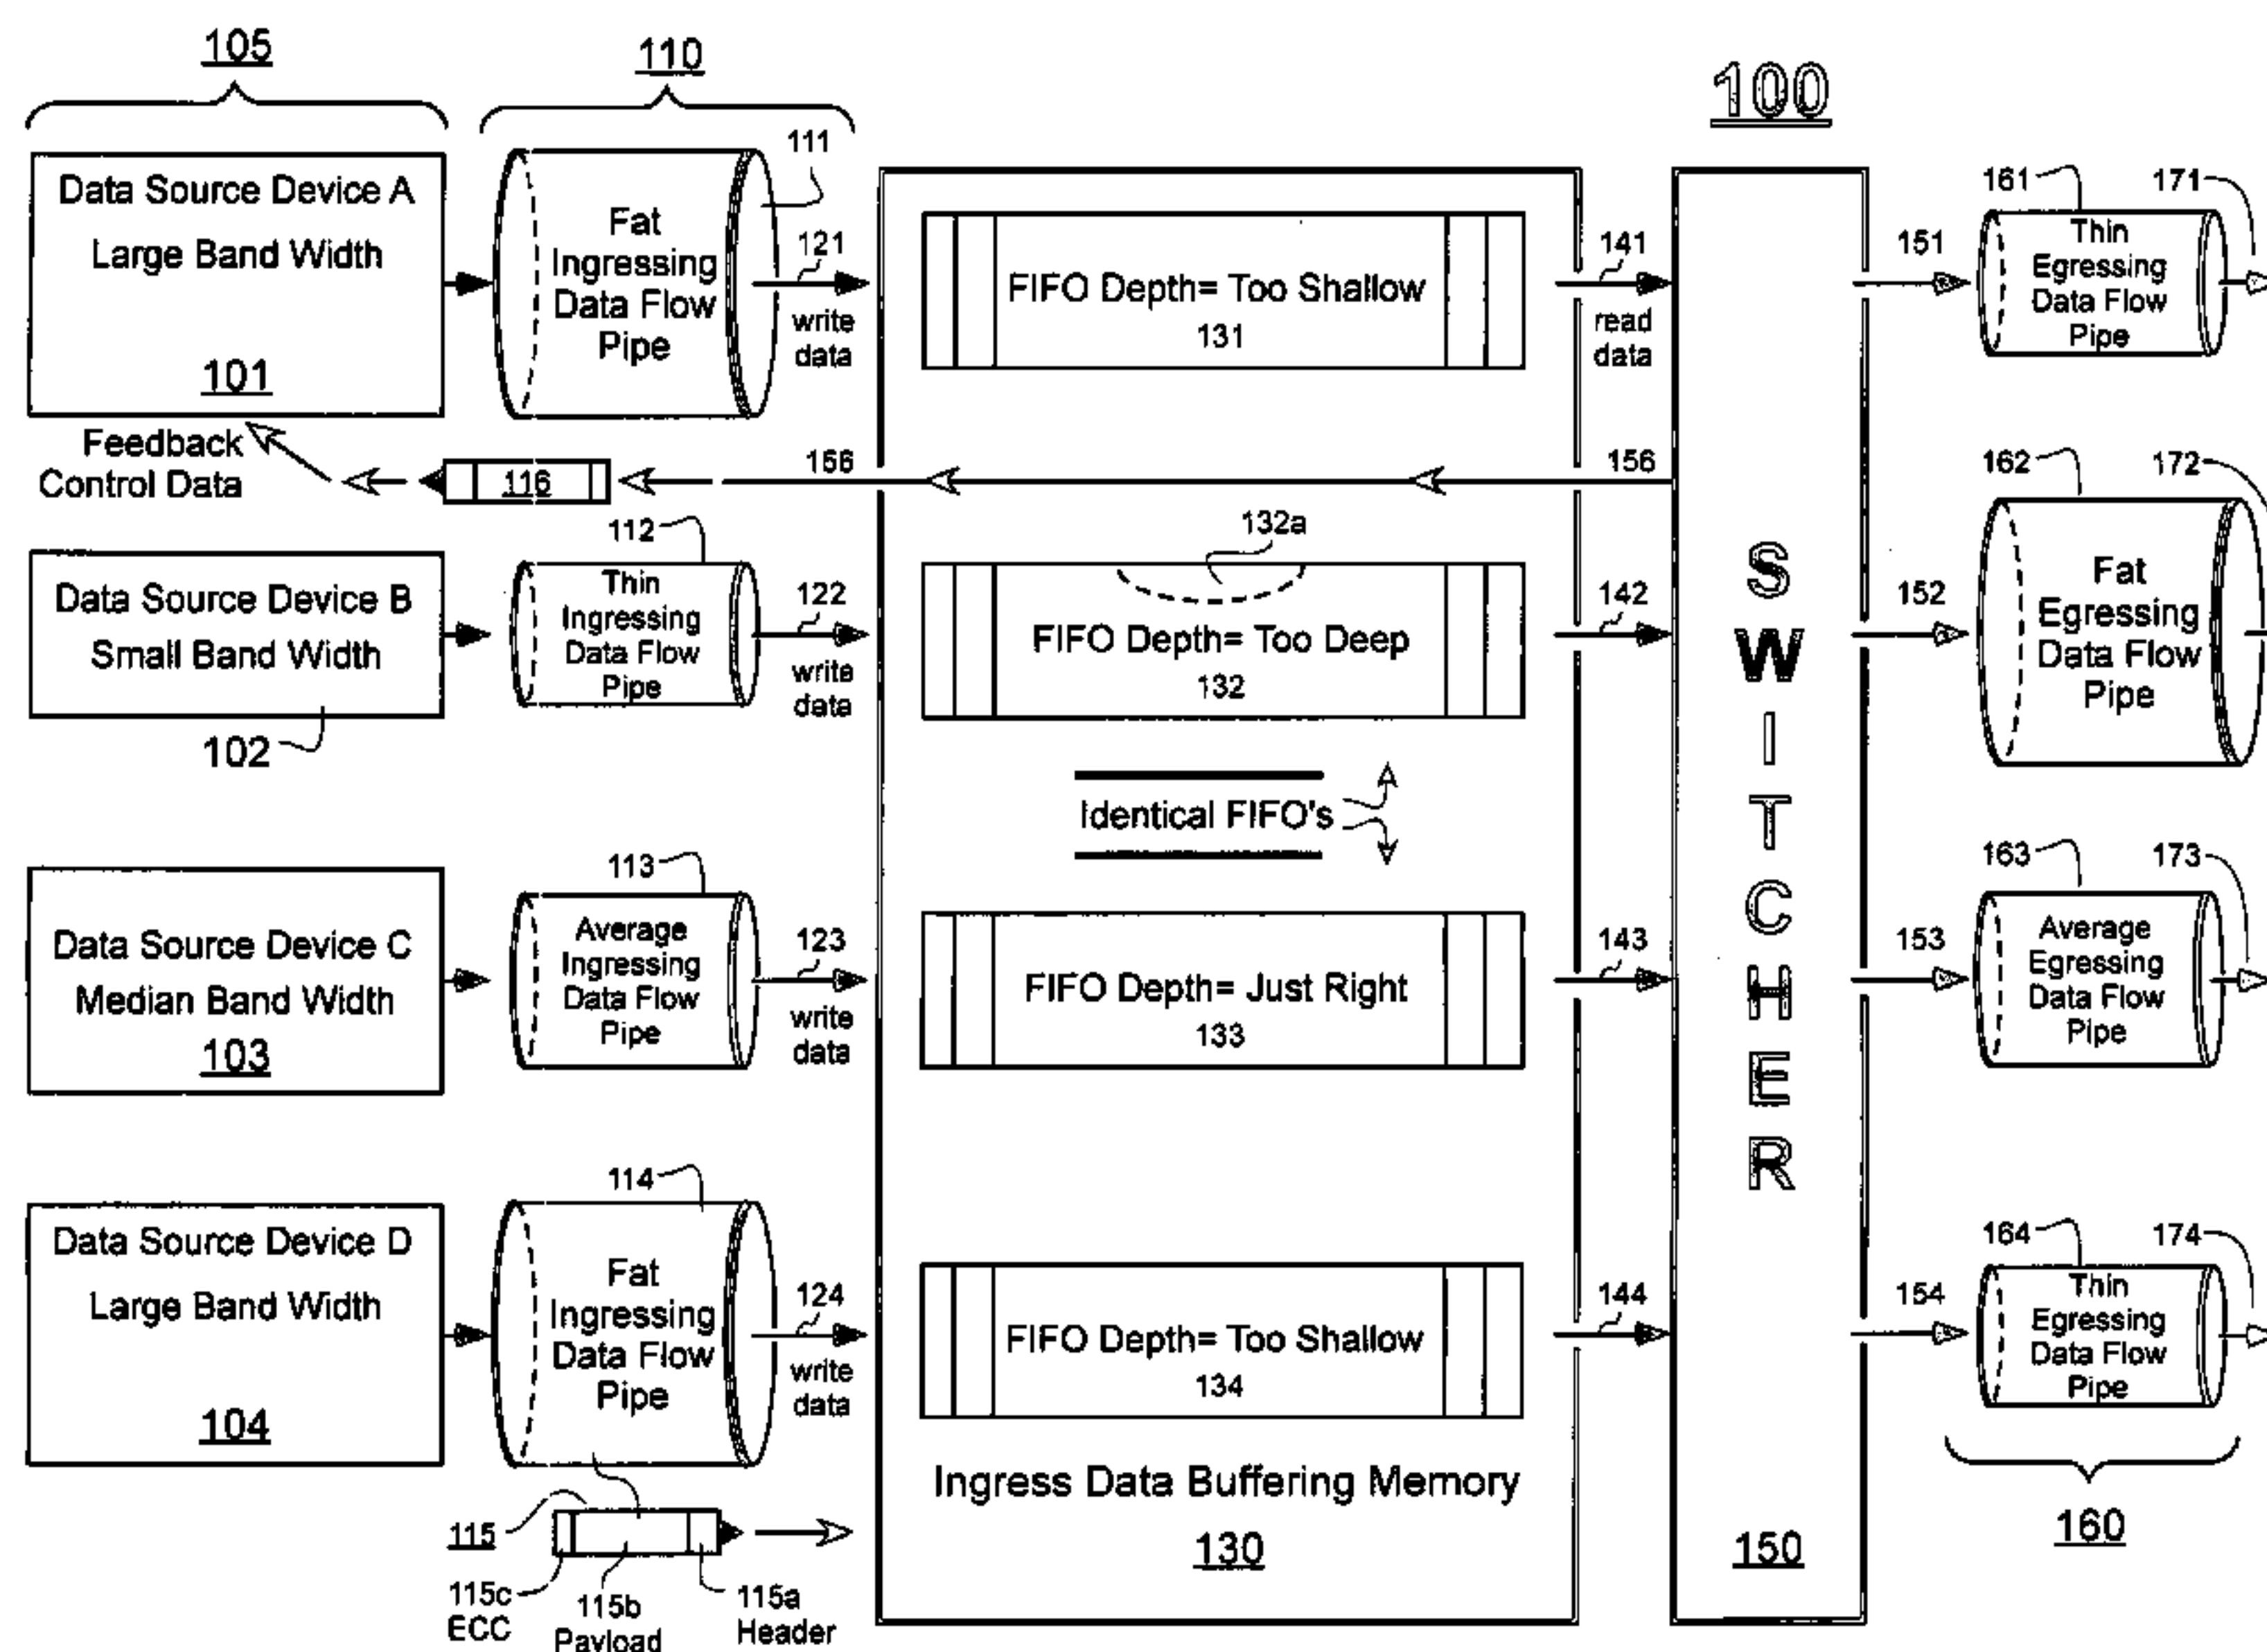 105
110
100
Data Source Device A
Large Band Width
101
Fat
Ingressing
Data Flow
Pipe
111
121
write
data
FIFO Depth= Too Shallow
131
141
read
data
151
161
Thin
Egressing
Data Flow
Pipe
171
Feedback
Control Data
116
156
156
Data Source Device B
Small Band Width
102
112
Thin
Ingressing
Data Flow
Pipe
122
write
data
132a
FIFO Depth= Too Deep
132
142
152
162
Fat
Egressing
Data Flow
Pipe
172
Identical FIFO's
Data Source Device C
Median Band Width
103
113
Average
Ingressing
Data Flow
Pipe
123
write
data
FIFO Depth= Just Right
133
143
153
163
Average
Egressing
Data Flow
Pipe
173
Data Source Device D
Large Band Width
104
114
Fat
Ingressing
Data Flow
Pipe
124
write
data
FIFO Depth= Too Shallow
134
144
154
164
Thin
Egressing
Data Flow
Pipe
174
115
115c
ECC
115b
Payload
115a
Header
Ingress Data Buffering Memory
130
SWITCHER
150
160